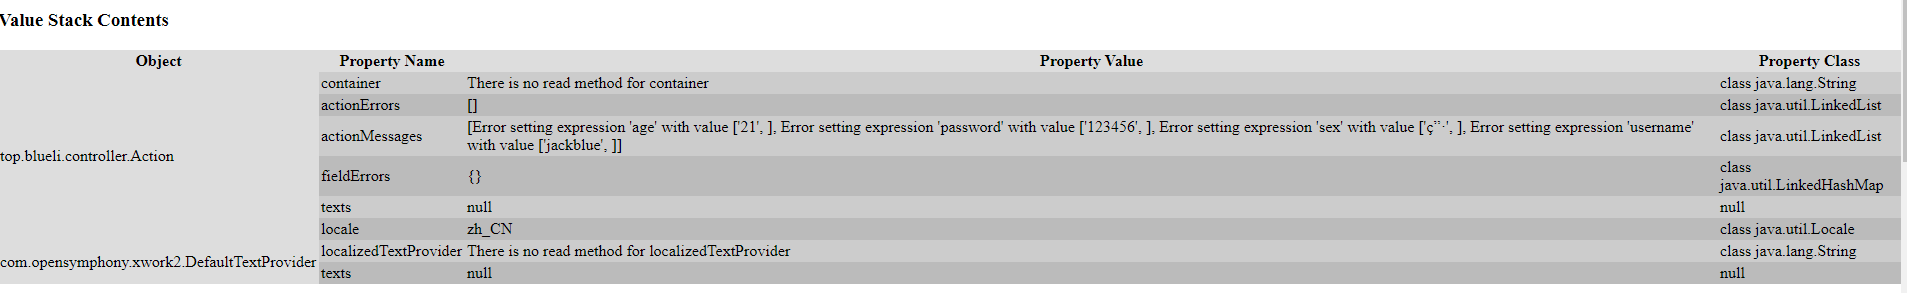 Value Stack Contents
Object Property Name Property Value Property Class
container There is no read method for container class java.lang.String
actionErrors [] class java.util.LinkedList
actionMessages [Error setting expression 'age' with value ['21', ], Error setting expression 'password' with value ['123456', ], Error setting expression 'sex' with value ['ç”·', ], Error setting expression 'username'
with value ['jackblue', ]] class java.util.LinkedList
top.blueli.controller.Action
fieldErrors {} class
java.util.LinkedHashMap
texts null null
locale zh_CN class java.util.Locale
localizedTextProvider There is no read method for localizedTextProvider class java.lang.String
com.opensymphony.xwork2.DefaultTextProvider
texts null null